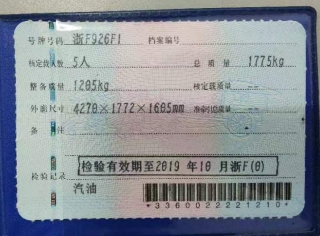 号牌号码 浙F926F1 档案编号
核定载人数 5人 总质量 1775kg
整备质量 1205kg 核定载质量 --
外廓尺寸 4270×1772×1605mm 准牵引总质量 --
备注
检验有效期至2019年10月浙F(0)
检验记录
汽油
*3360022221210*